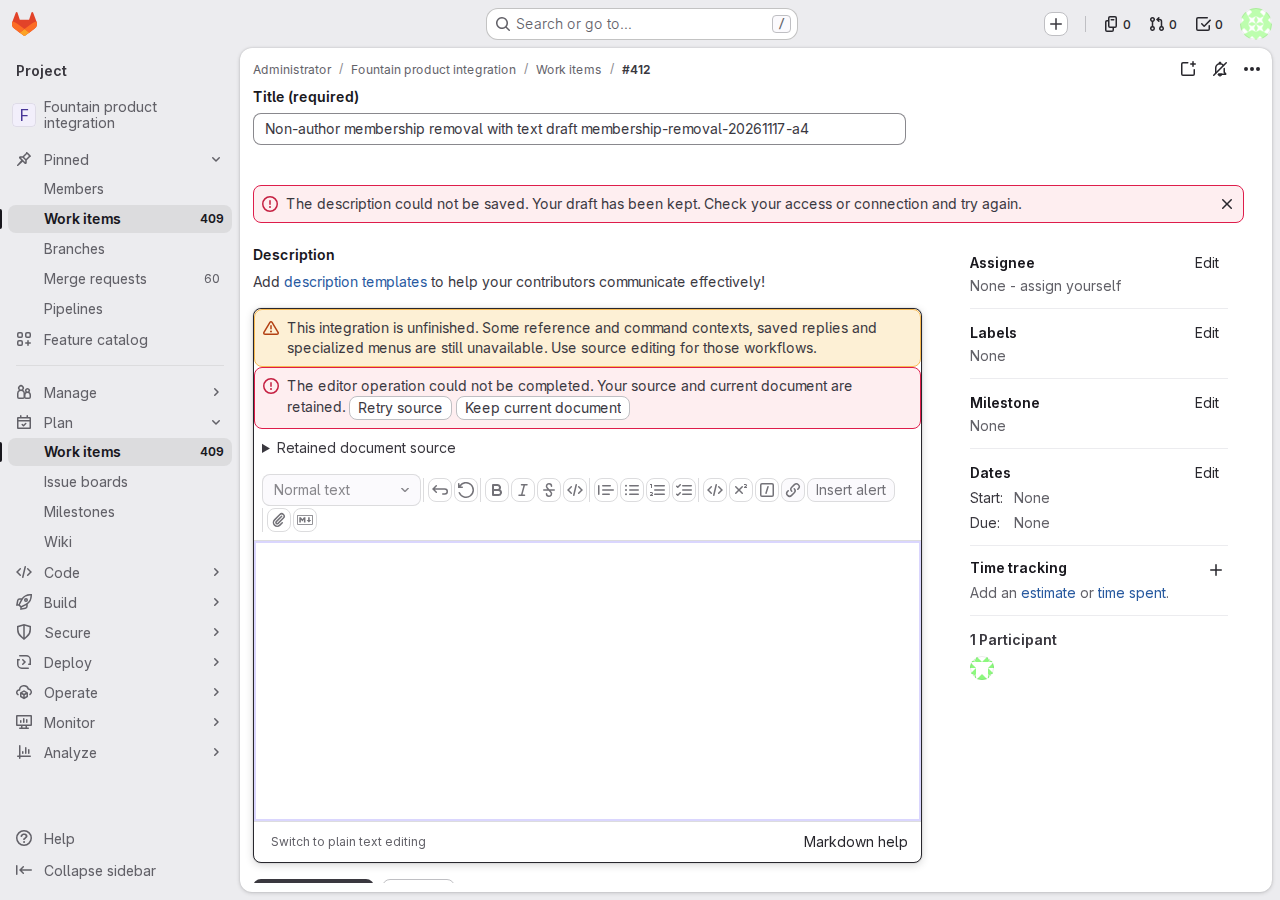 Search or go to...
/
0
0
0
Project
F
Fountain product integration
Pinned
Members
Work items
409
Branches
Merge requests
60
Pipelines
Feature catalog
Manage
Plan
Work items
409
Issue boards
Milestones
Wiki
Code
Build
Secure
Deploy
Operate
Monitor
Analyze
Help
Collapse sidebar
Administrator / Fountain product integration / Work items / #412
Title (required)
Non-author membership removal with text draft membership-removal-20261117-a4
The description could not be saved. Your draft has been kept. Check your access or connection and try again.
Description
Add description templates to help your contributors communicate effectively!
This integration is unfinished. Some reference and command contexts, saved replies and
specialized menus are still unavailable. Use source editing for those workflows.
The editor operation could not be completed. Your source and current document are
retained. Retry source Keep current document
Retained document source
Normal text
Insert alert
Switch to plain text editing
Markdown help
Assignee
Edit
None - assign yourself
Labels
Edit
None
Milestone
Edit
None
Dates
Edit
Start: None
Due: None
Time tracking
Add an estimate or time spent.
1 Participant